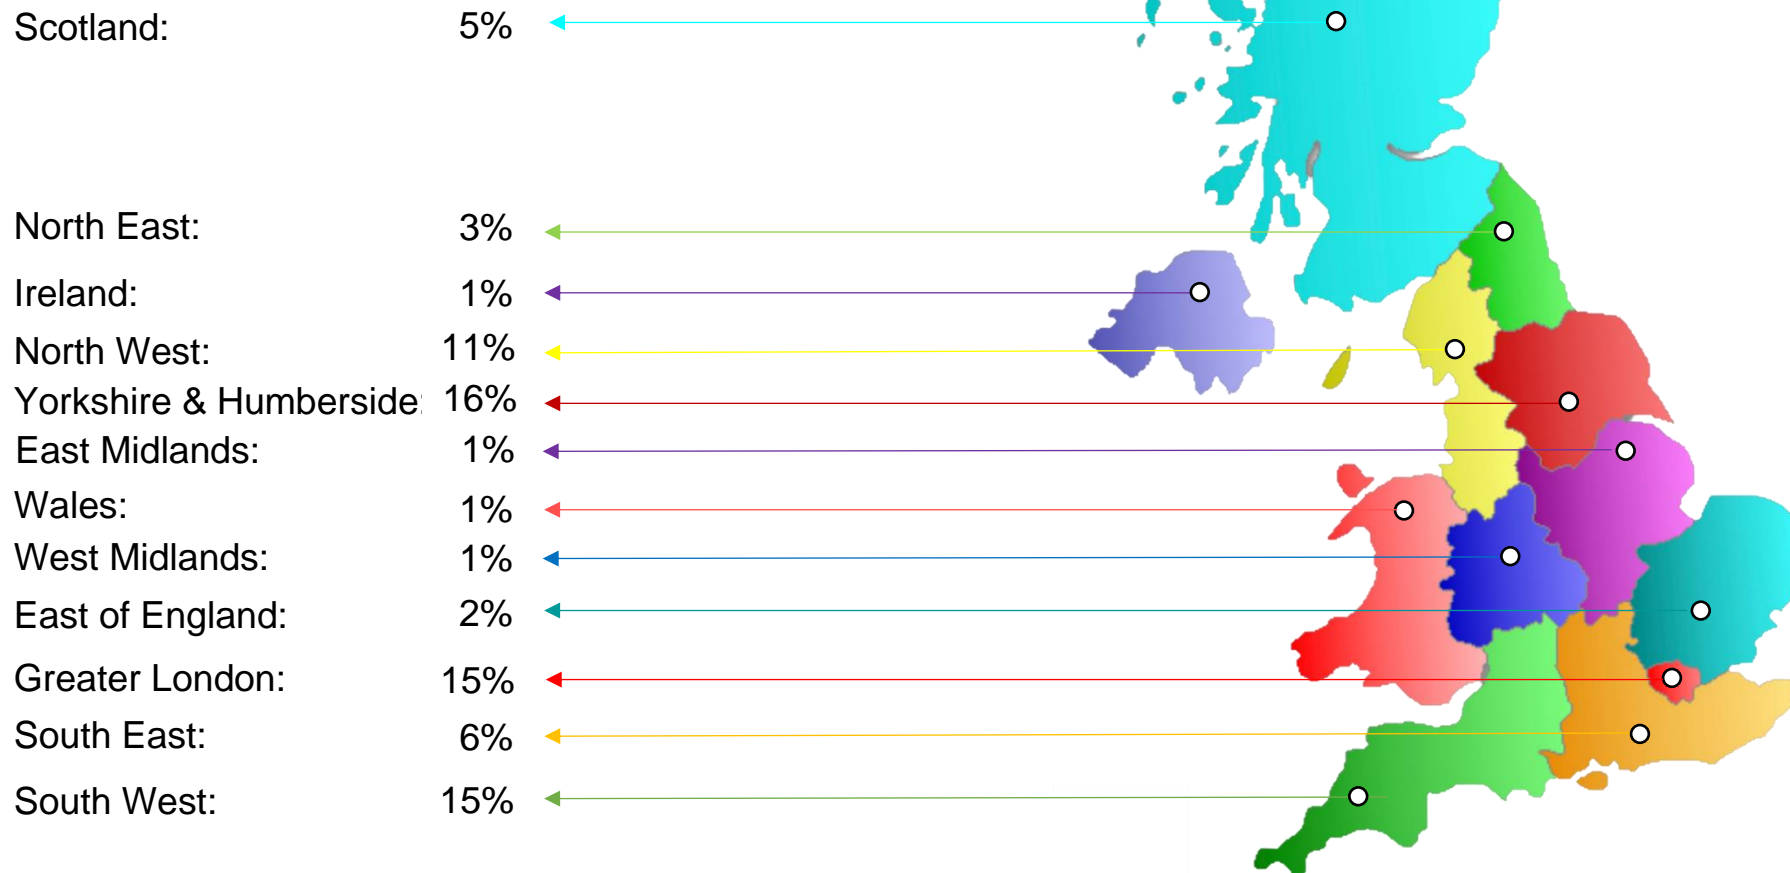 Scotland: 5%
North East: 3%
Ireland: 1%
North West: 11%
Yorkshire & Humberside: 16%
East Midlands: 1%
Wales: 1%
West Midlands: 1%
East of England: 2%
Greater London: 15%
South East: 6%
South West: 15%